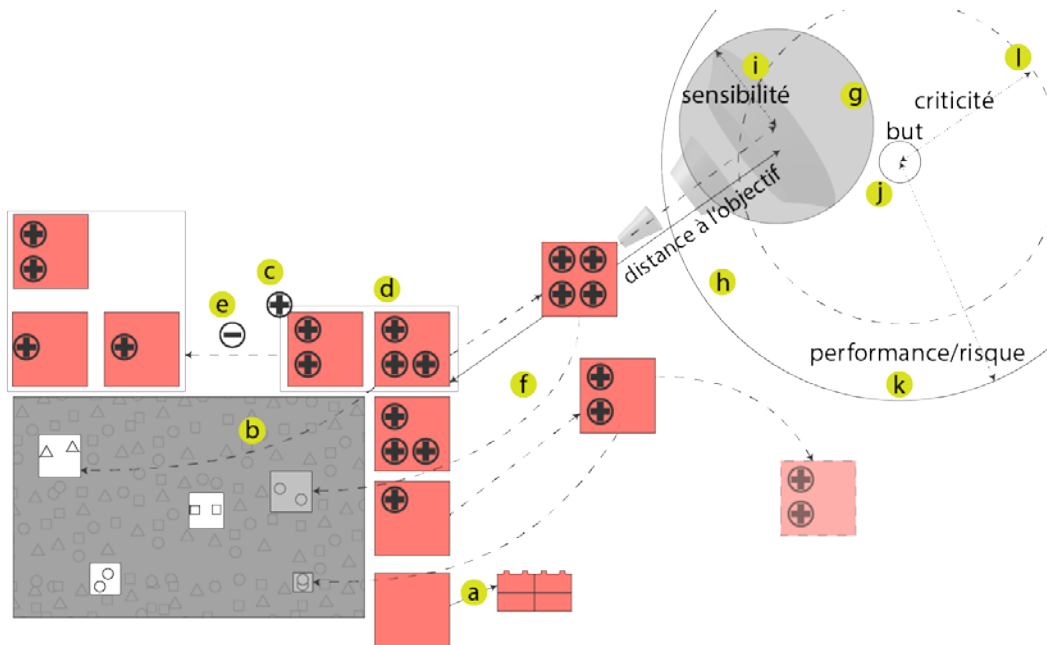 l
i
sensibilité
g
criticité
but
j
distance à l'objectif
c
d
e
h
performance/risque
f
k
b
a